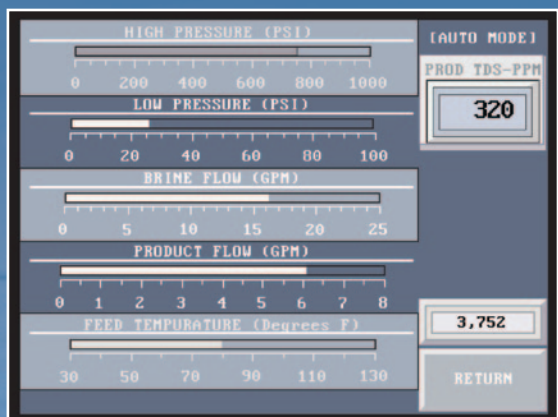 HIGH PRESSURE (PSI)
0 200 400 600 800 1000
LOW PRESSURE (PSI)
0 20 40 60 80 100
BRINE FLOW (GPM)
0 5 10 15 20 25
PRODUCT FLOW (GPM)
0 1 2 3 4 5 6 7 8
FEED TEMPURATURE (Degrees F)
30 50 70 90 110 130
[AUTO MODE]
PROD TDS-PPM
320
3,752
RETURN